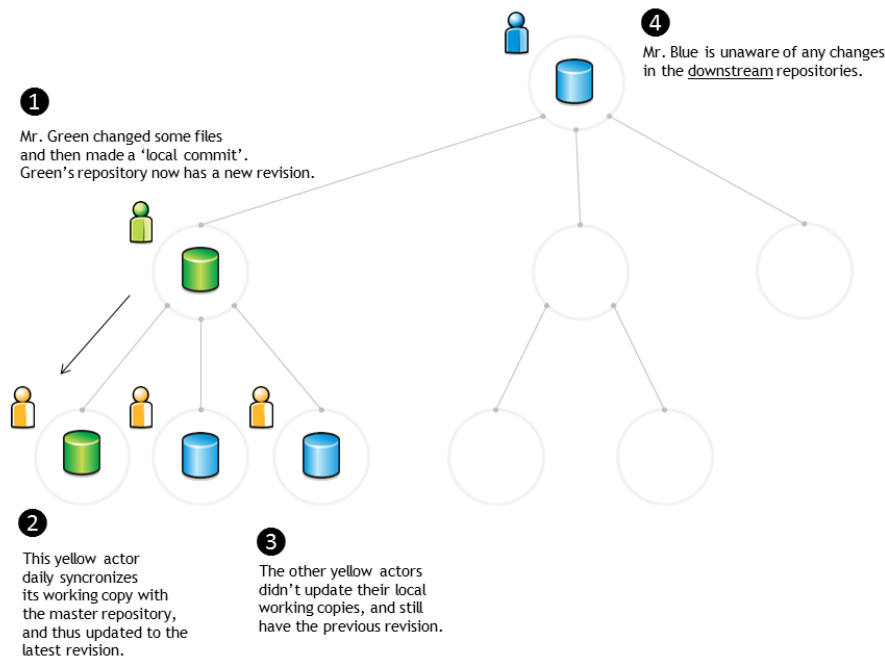 1
Mr. Green changed some files
and then made a ‘local commit’.
Green’s repository now has a new revision.
4
Mr. Blue is unaware of any changes
in the downstream repositories.
2
This yellow actor
daily syncronizes
its working copy with
the master repository,
and thus updated to the
latest revision.
3
The other yellow actors
didn’t update their local
working copies, and still
have the previous revision.